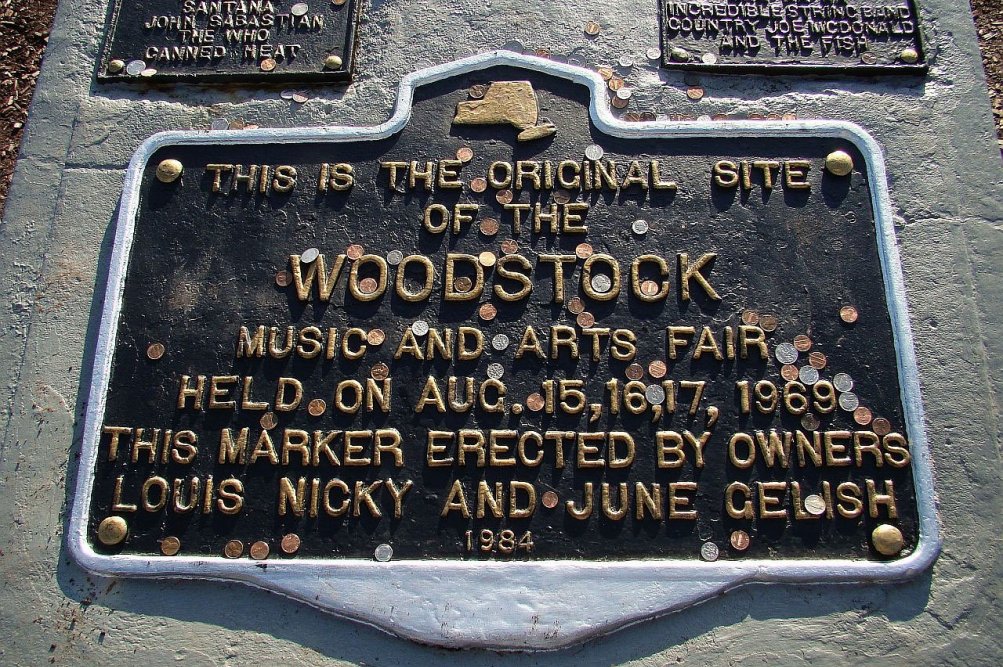 SANTANA
JOHN SABASTIAN
THE WHO
CANNED HEAT
INCREDIBLE STRING BAND
COUNTRY JOE MCDONALD
AND THE FISH
THIS IS THE ORIGINAL SITE
OF THE
WOODSTOCK
MUSIC AND ARTS FAIR
HELD ON AUG. 15, 16, 17, 1969
THIS MARKER ERECTED BY OWNERS
LOUIS NICKY AND JUNE GELISH
1984